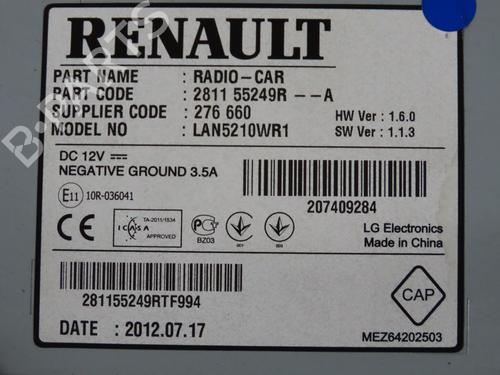 RENAULT
PART NAME : RADIO-CAR
PART CODE : 2811 55249R --A
SUPPLIER CODE : 276 660 HW Ver : 1.6.0
MODEL NO : LAN5210WR1 SW Ver : 1.1.3
DC 12V
NEGATIVE GROUND 3.5A
E11 10R-036041
207409284
CE ICASA TA-2011/1534 APPROVED
BZ03
LG Electronics
Made in China
281155249RTF994
CAP
DATE : 2012.07.17 MEZ64202503
B-PARTS